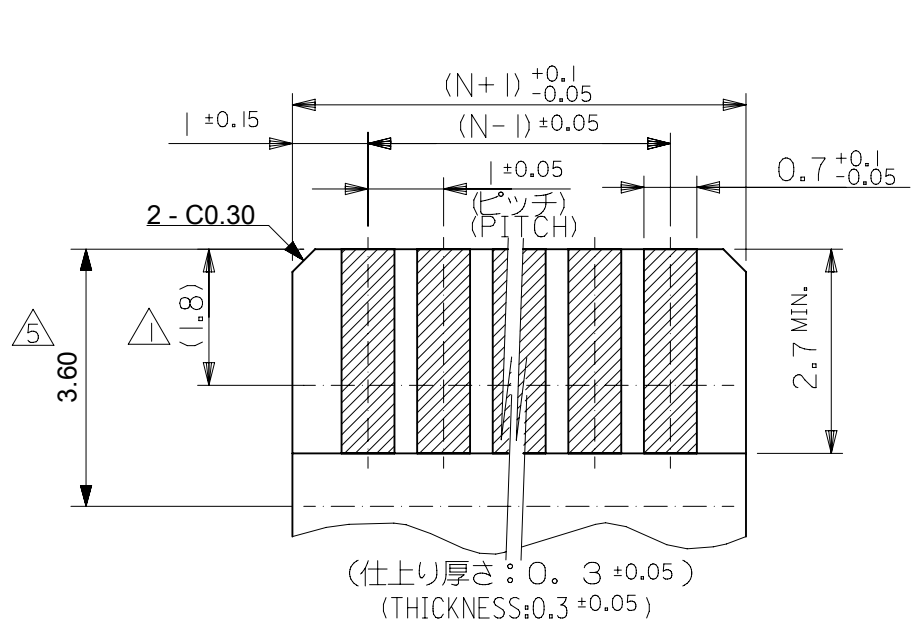 (N+1) +0.1 -0.05
1 ±0.15
(N-1) ±0.05
1 ±0.05
(ピッチ)
(PITCH)
0.7 +0.1 -0.05
2 - C0.30
5
3.60
1
(1.8)
2.7 MIN.
(仕上り厚さ:0. 3 ±0.05)
(THICKNESS:0.3 ±0.05)